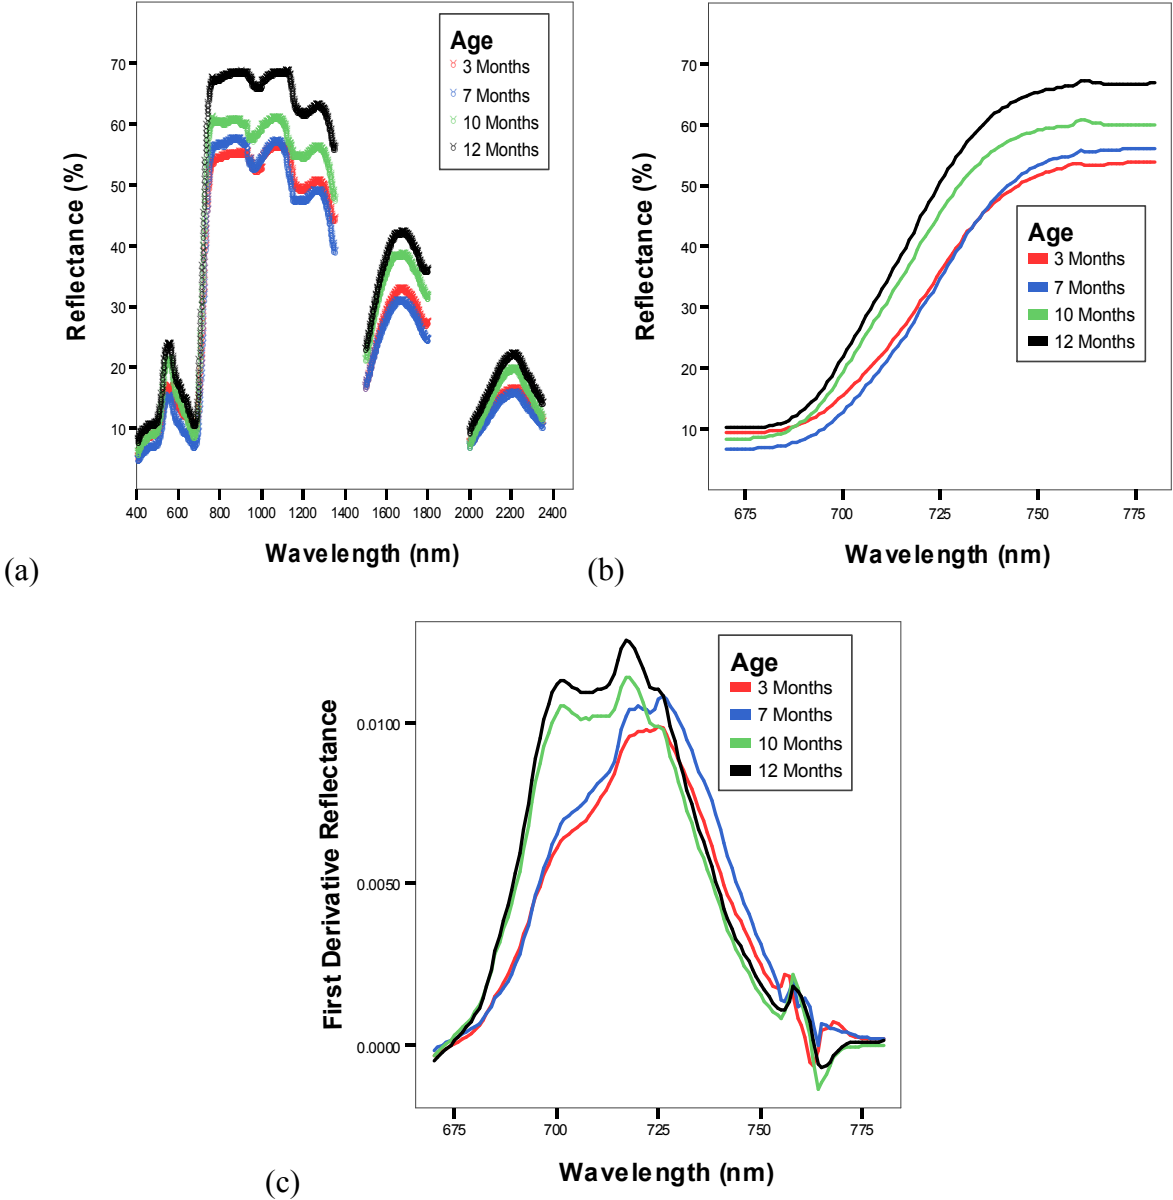 Age
3 Months
7 Months
10 Months
12 Months
70
60
50
40
30
20
10
Reflectance (%)
400 600 800 1000 1200 1400 1600 1800 2000 2200 2400
Wavelength (nm)
(a)
70
60
50
40
30
20
10
Reflectance (%)
Age
3 Months
7 Months
10 Months
12 Months
675 700 725 750 775
Wavelength (nm)
(b)
Age
3 Months
7 Months
10 Months
12 Months
0.0100
0.0050
0.0000
First Derivative Reflectance
675 700 725 750 775
Wavelength (nm)
(c)